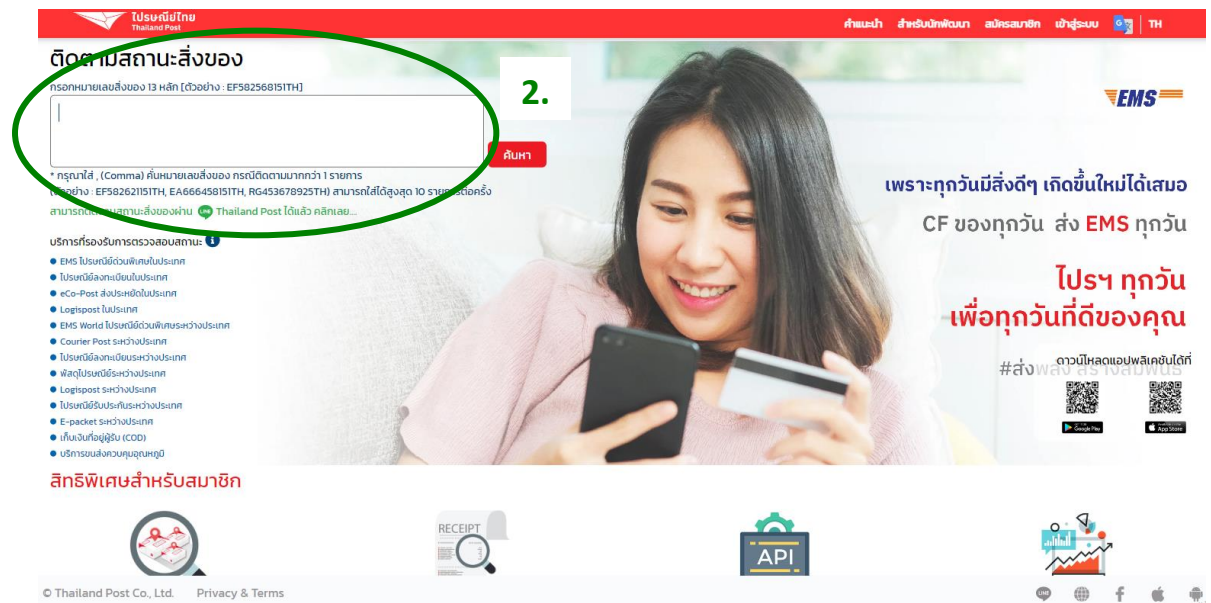 ไปรษณีย์ไทย
Thailand Post
คำแนะนำ สำหรับนักพัฒนา สมัครสมาชิก เข้าสู่ระบบ TH
ติดตามสถานะสิ่งของ
กรอกหมายเลขสิ่งของ 13 หลัก [ตัวอย่าง : EF582568151TH]
2.
ค้นหา
* กรุณาใส่ , (Comma) คั่นหมายเลขสิ่งของ กรณีติดตามมากกว่า 1 รายการ
(ตัวอย่าง : EF582621151TH, EA666458151TH, RG453678925TH) สามารถใส่ได้สูงสุด 10 รายการต่อครั้ง
สามารถติดตามสถานะสิ่งของผ่าน LINE Thailand Post ได้แล้ว คลิกเลย...
บริการที่รองรับการตรวจสอบสถานะ
EMS ไปรษณีย์ด่วนพิเศษในประเทศ
ไปรษณีย์ลงทะเบียนในประเทศ
eCo-Post ส่งประหยัดในประเทศ
Logispost ในประเทศ
EMS World ไปรษณีย์ด่วนพิเศษระหว่างประเทศ
Courier Post ระหว่างประเทศ
ไปรษณีย์ลงทะเบียนระหว่างประเทศ
พัสดุไปรษณีย์ระหว่างประเทศ
Logispost ระหว่างประเทศ
ไปรษณีย์รับประกันระหว่างประเทศ
E-packet ระหว่างประเทศ
เก็บเงินที่อยู่ผู้รับ (COD)
บริการขนส่งควบคุมอุณหภูมิ
EMS
เพราะทุกวันมีสิ่งดีๆ เกิดขึ้นใหม่ได้เสมอ
CF ของทุกวัน ส่ง EMS ทุกวัน
ไปรฯ ทุกวัน
เพื่อทุกวันที่ดีของคุณ
ดาวน์โหลดแอปพลิเคชันได้ที่
#ส่งพลัง สร้างสัมพันธ์
Google Play App Store
สิทธิพิเศษสำหรับสมาชิก
RECEIPT
API
© Thailand Post Co., Ltd. Privacy & Terms